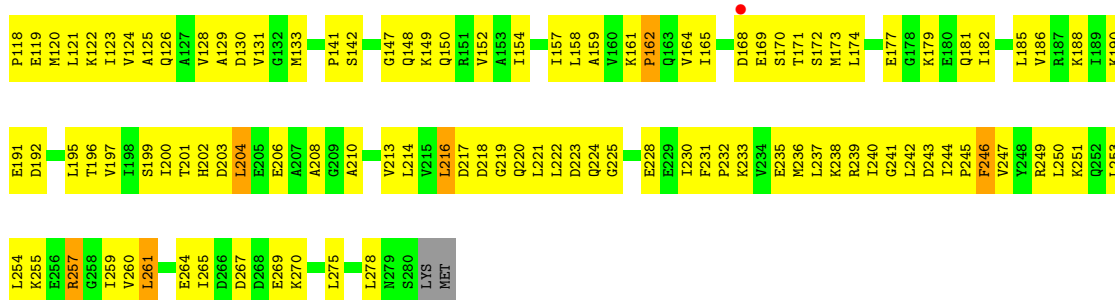 P118 E119 M120 L121 K122 I123 V124 A125 Q126 A127 V128 A129 D130 V131 G132 M133 P141 S142 G147 Q148 K149 Q150 R151 V152 A153 I154 I157 L158 A159 V160 K161 P162 Q163 V164 I165 D168 E169 S170 T171 S172 M173 L174 E177 G178 K179 E180 Q181 I182 L185 V186 R187 K188 I189 K190
E191 D192 L195 T196 V197 I198 S199 I200 T201 H202 D203 L204 E205 E206 A207 A208 G209 A210 V213 L214 V215 L216 D217 D218 G219 Q220 L221 L222 D223 Q224 G225 E228 E229 I230 F231 P232 K233 V234 E235 M236 L237 K238 R239 I240 G241 L242 D243 I244 P245 F246 V247 Y248 R249 L250 K251 Q252 L253
L254 K255 E256 R257 G258 I259 V260 L261 E264 I265 D266 D267 D268 E269 K270 L275 L278 N279 S280 LYS MET